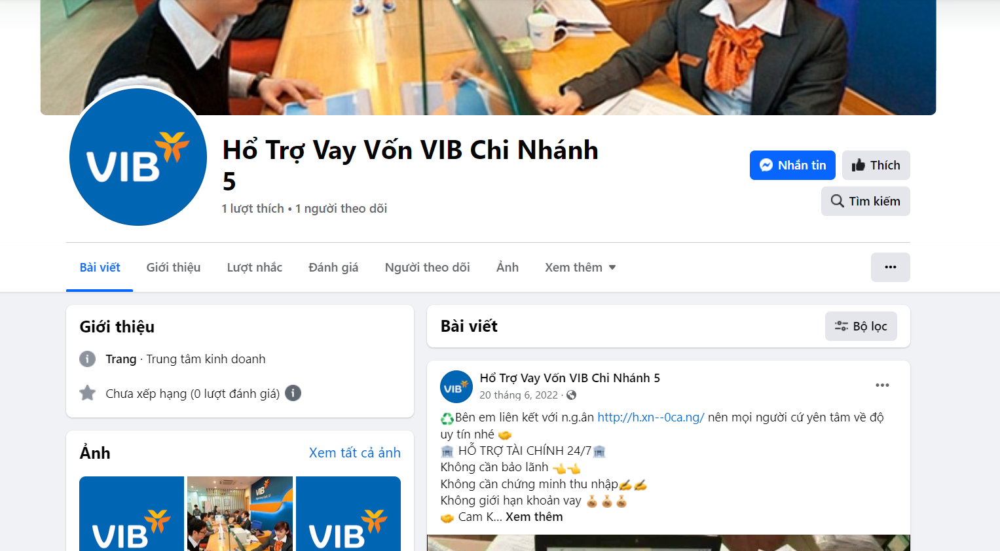 VIB
Hổ Trợ Vay Vốn VIB Chi Nhánh
5
1 lượt thích • 1 người theo dõi
Nhắn tin
Thích
Tìm kiếm
Bài viết
Giới thiệu
Lượt nhắc
Đánh giá
Người theo dõi
Ảnh
Xem thêm
Giới thiệu
Trang · Trung tâm kinh doanh
Chưa xếp hạng (0 lượt đánh giá)
Ảnh
Xem tất cả ảnh
VIB
VIB
VIB
Bài viết
Bộ lọc
VIB
Hổ Trợ Vay Vốn VIB Chi Nhánh 5
20 tháng 6, 2022 ·
♻️Bên em liên kết với n.g.ân http://h.xn--0ca.ng/ nên mọi người cứ yên tâm về độ
uy tín nhé 🤝
🏦 HỖ TRỢ TÀI CHÍNH 24/7🏦
Không cần bảo lãnh 👈👈
Không cần chứng minh thu nhập✍️✍️
Không giới hạn khoản vay 💰💰💰
🤝 Cam K... Xem thêm